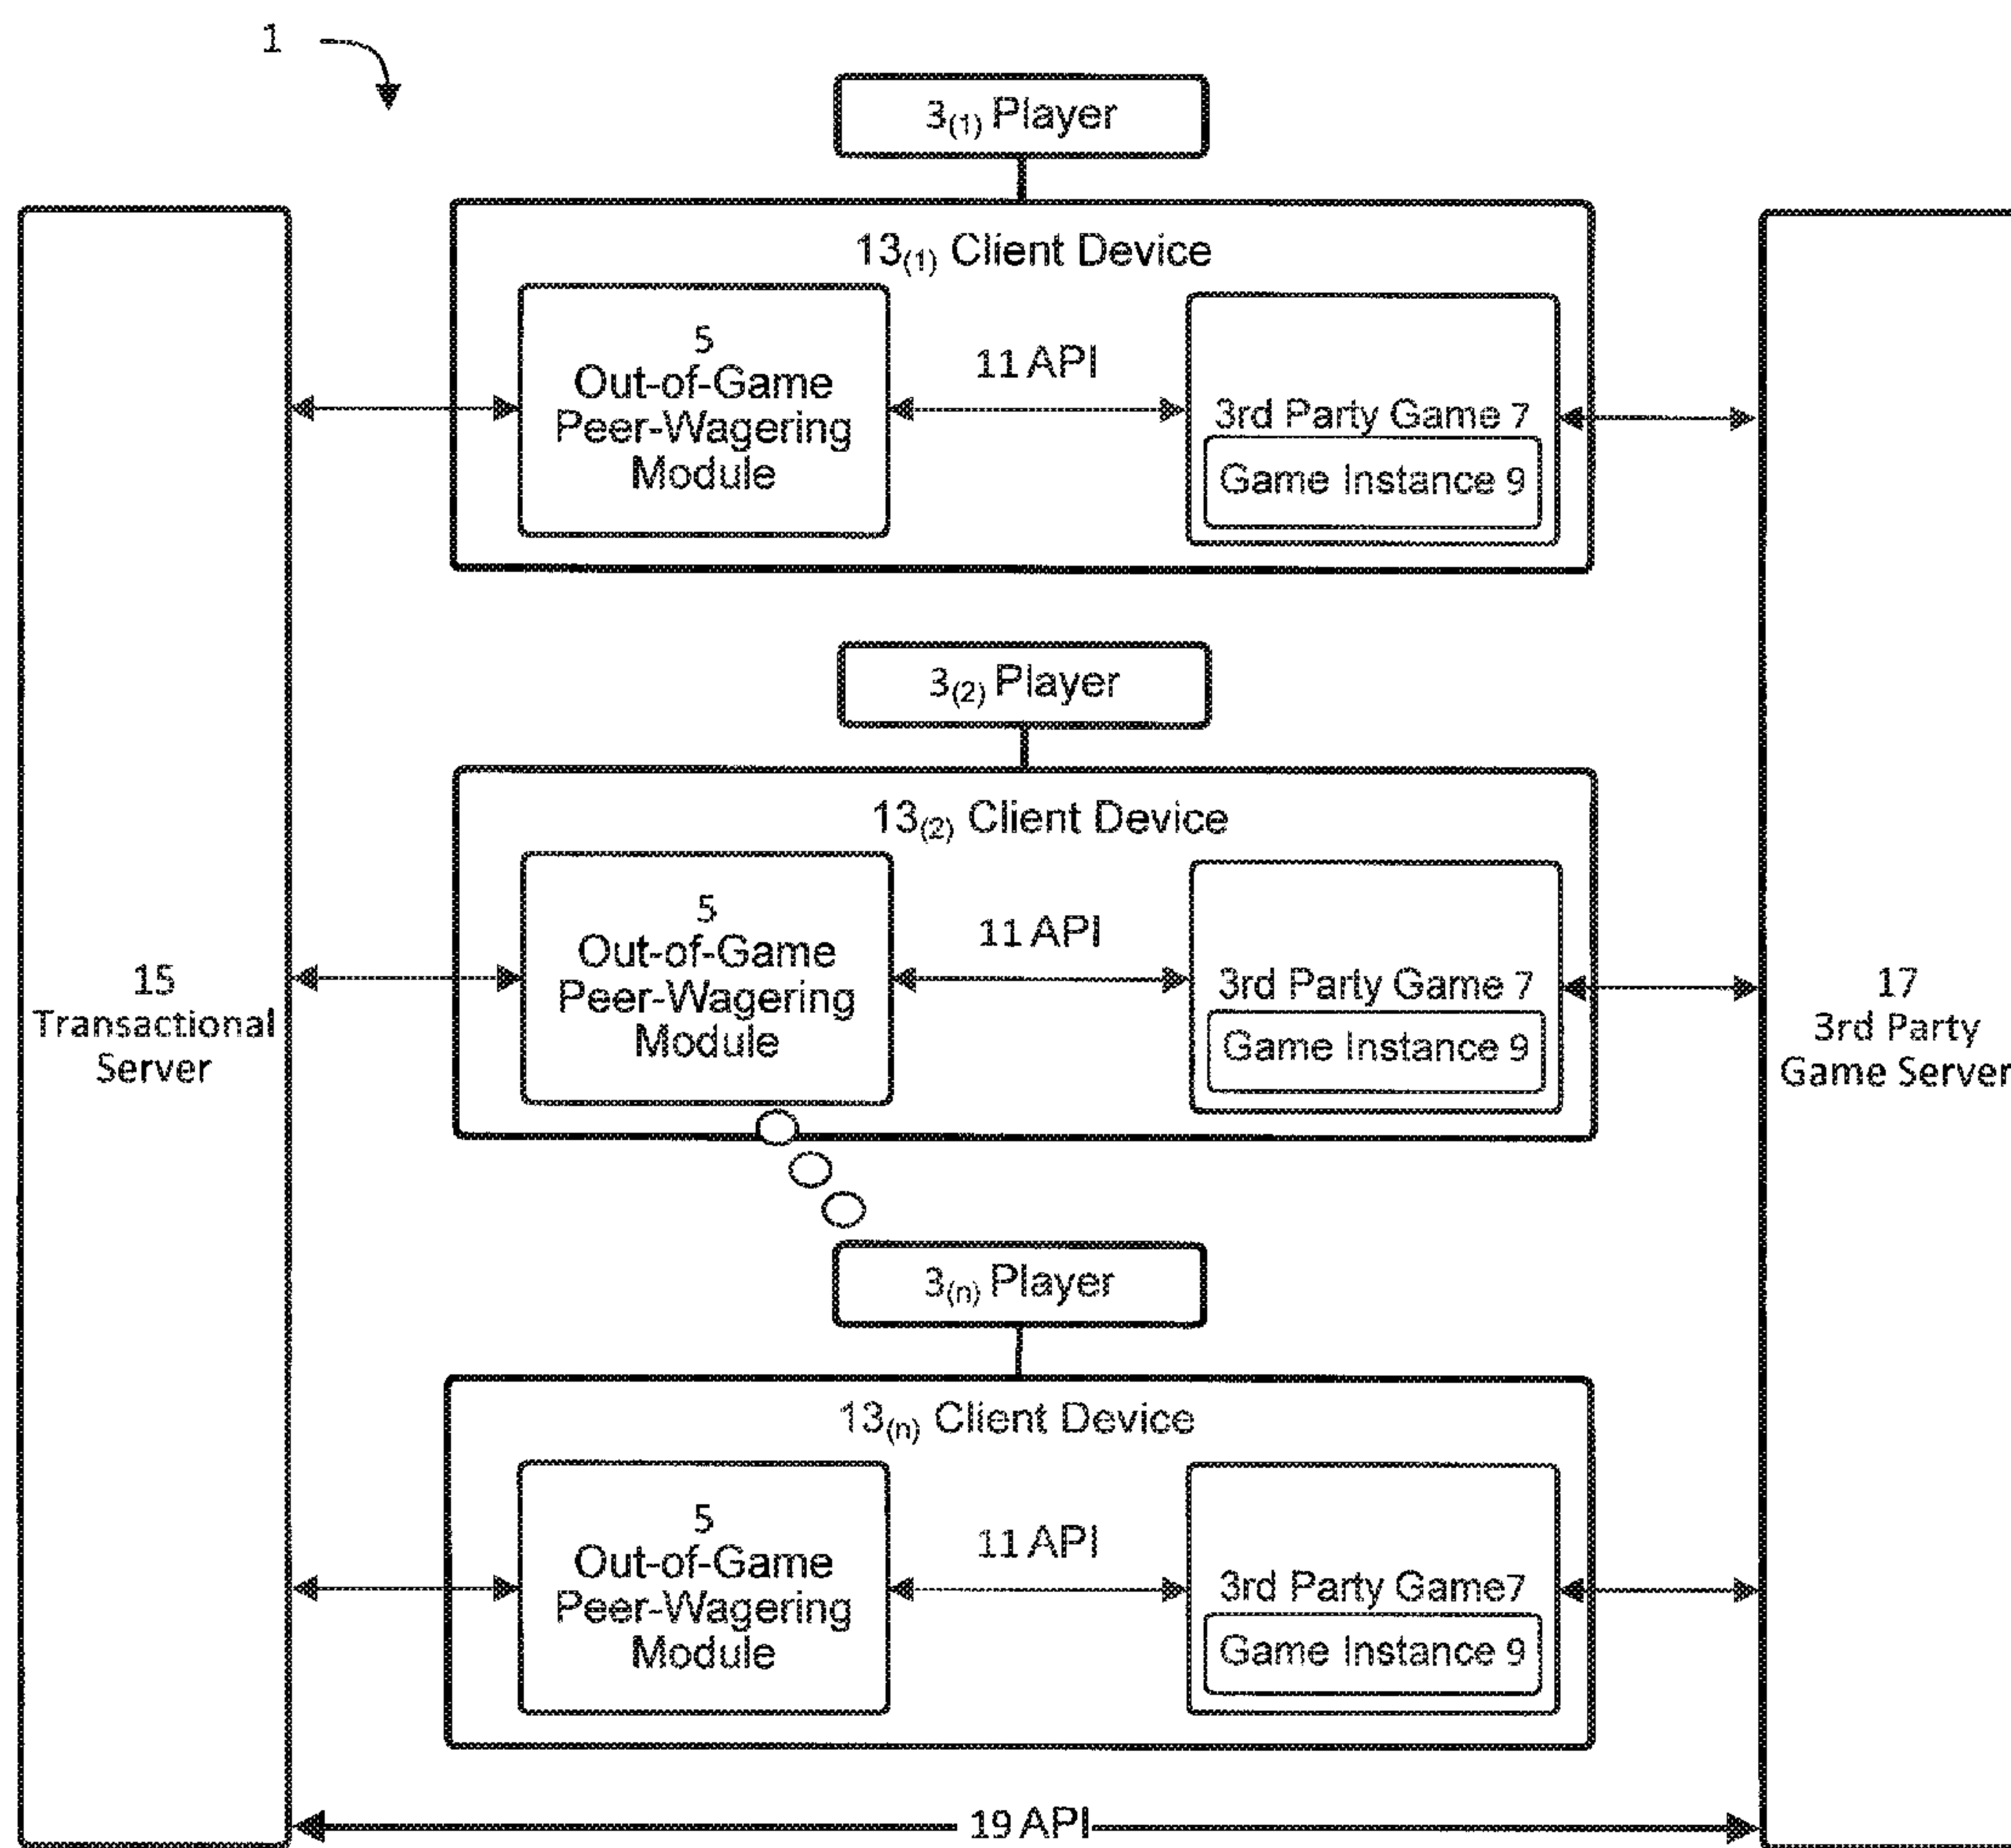 1
3(1) Player
13(1) Client Device
5
Out-of-Game
Peer-Wagering
Module
11 API
3rd Party Game 7
Game Instance 9
3(2) Player
13(2) Client Device
5
Out-of-Game
Peer-Wagering
Module
11 API
3rd Party Game 7
Game Instance 9
15
Transactional
Server
17
3rd Party
Game Server
3(n) Player
13(n) Client Device
5
Out-of-Game
Peer-Wagering
Module
11 API
3rd Party Game7
Game Instance 9
19 API